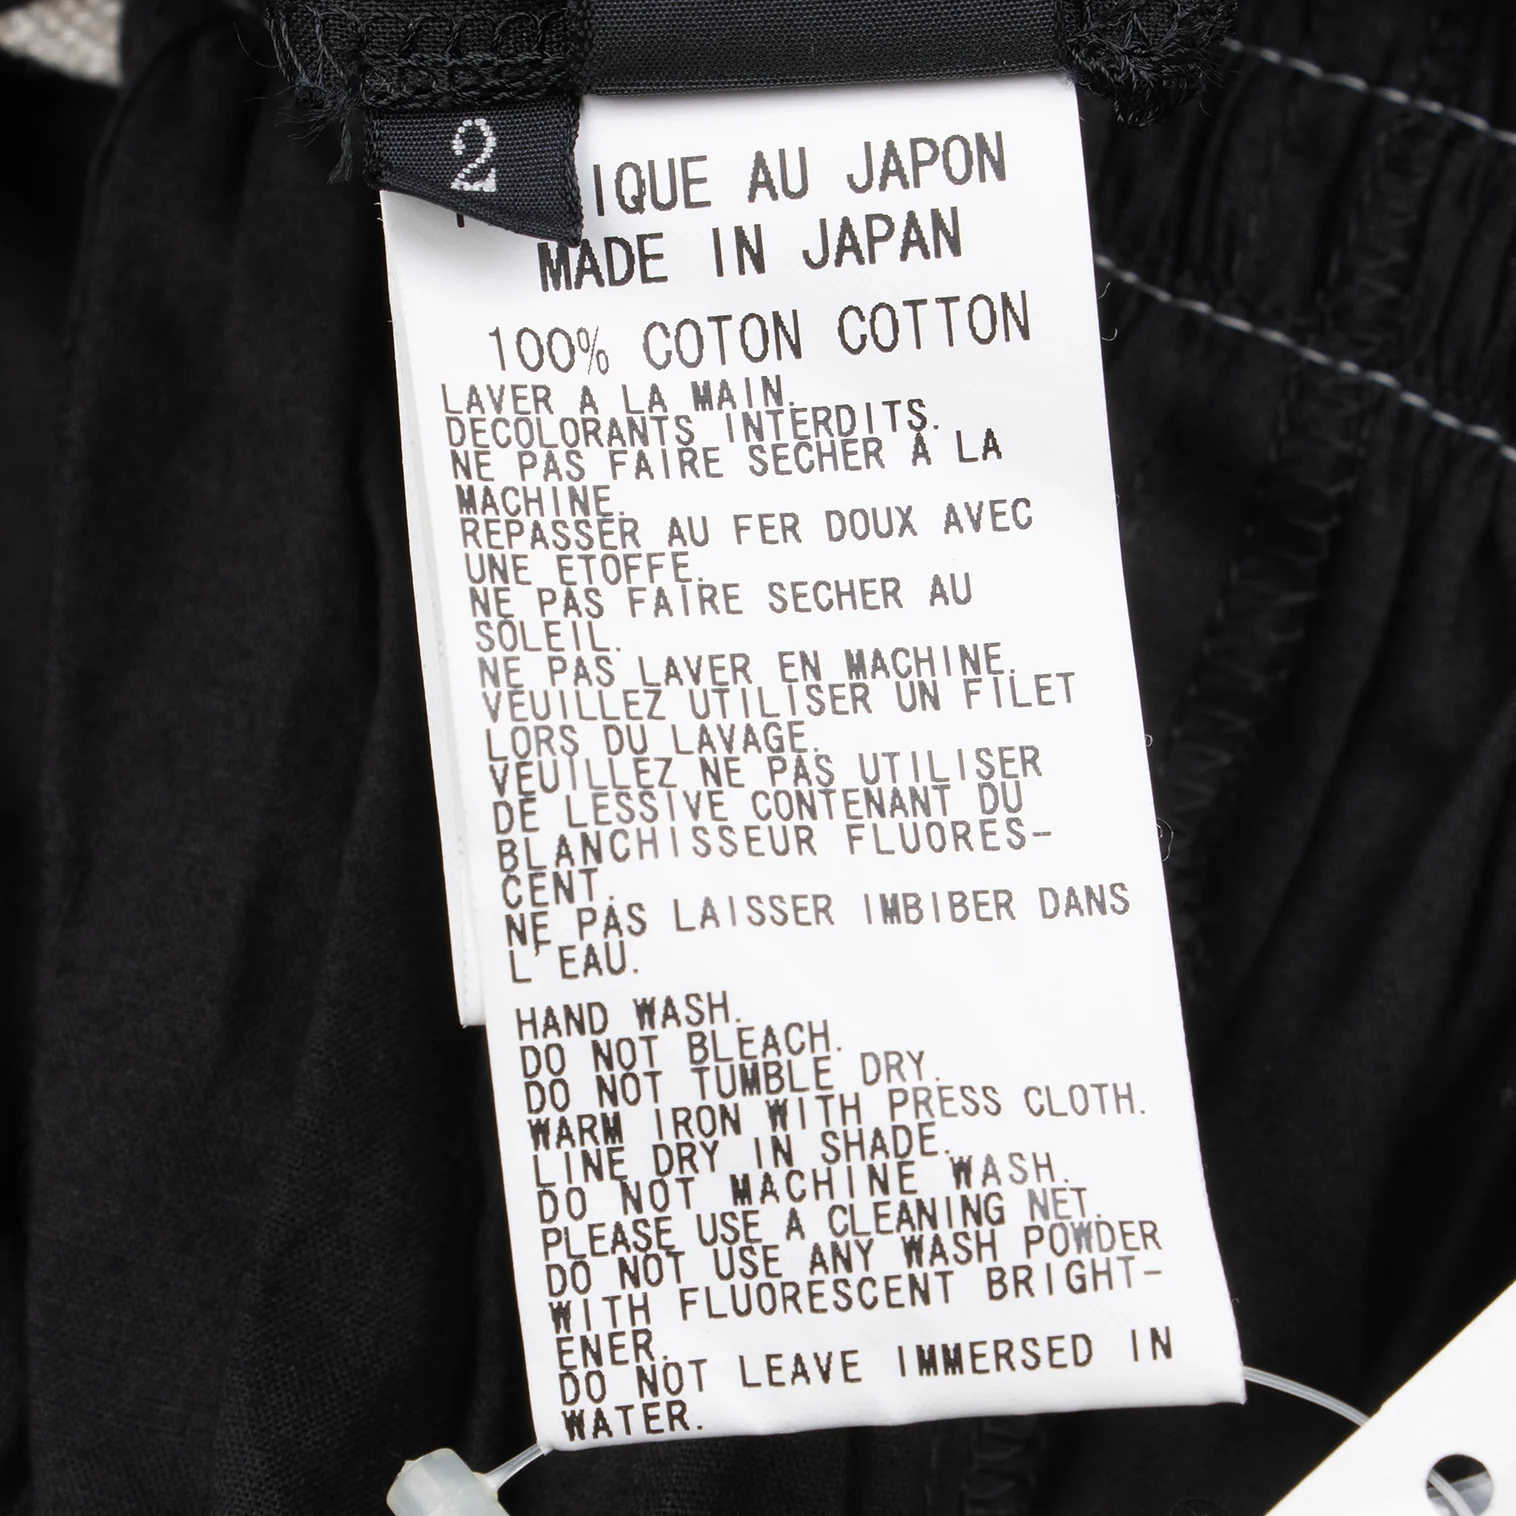 2
IQUE AU JAPON
MADE IN JAPAN
100% COTON COTTON
LAVER A LA MAIN.
DECOLORANTS INTERDITS.
NE PAS FAIRE SECHER A LA
MACHINE.
REPASSER AU FER DOUX AVEC
UNE ETOFFE.
NE PAS FAIRE SECHER AU
SOLEIL.
NE PAS LAVER EN MACHINE.
VEUILLEZ UTILISER UN FILET
LORS DU LAVAGE.
VEUILLEZ NE PAS UTILISER
DE LESSIVE CONTENANT DU
BLANCHISSEUR FLUORES-
CENT.
NE PAS LAISSER IMBIBER DANS
L'EAU.
HAND WASH.
DO NOT BLEACH.
DO NOT TUMBLE DRY.
WARM IRON WITH PRESS CLOTH.
LINE DRY IN SHADE.
DO NOT MACHINE WASH.
PLEASE USE A CLEANING NET.
DO NOT USE ANY WASH POWDER
WITH FLUORESCENT BRIGHT-
ENER.
DO NOT LEAVE IMMERSED IN
WATER.